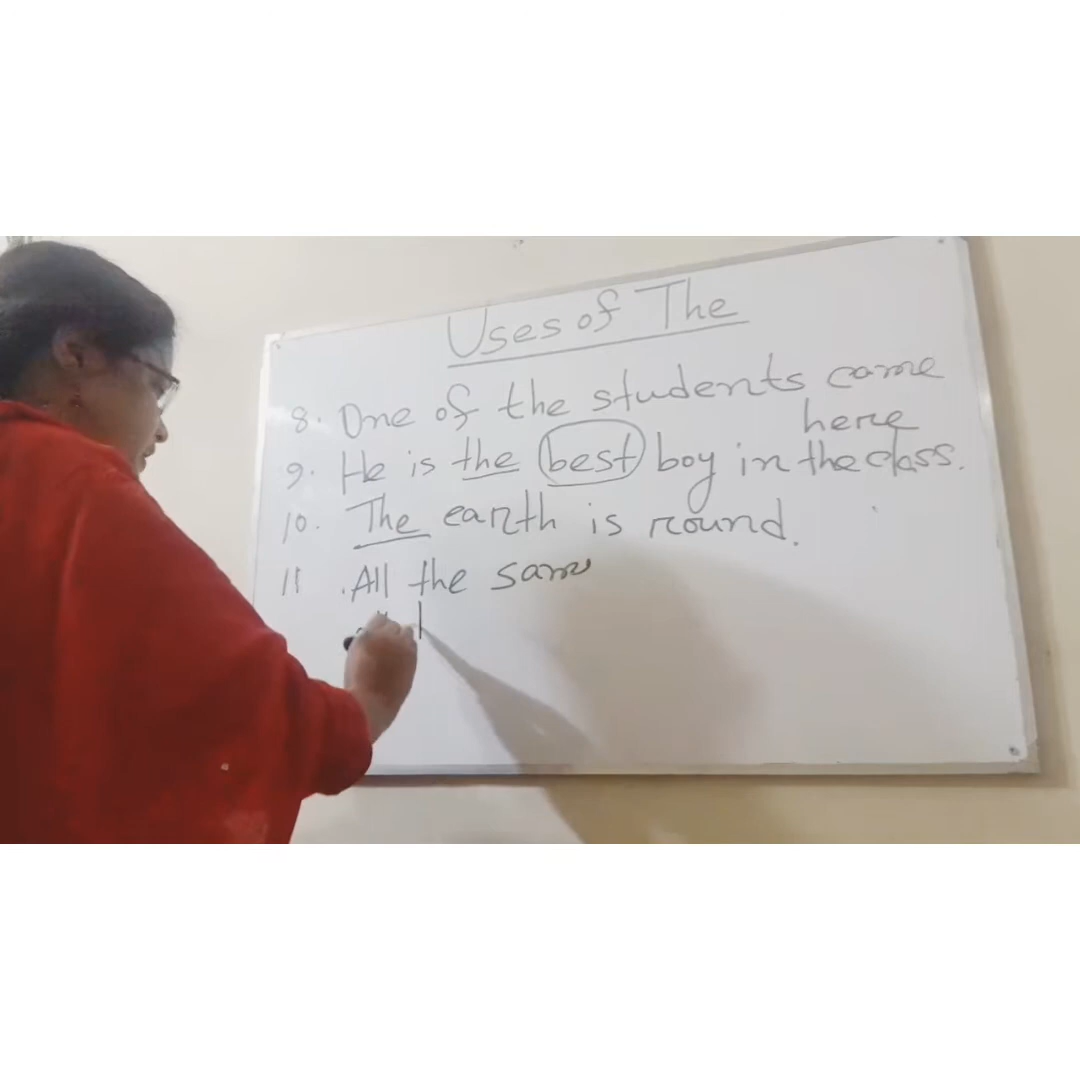 Uses of The
8. One of the students came
here
9. He is the best boy in the class.
10. The earth is round.
11. All the same